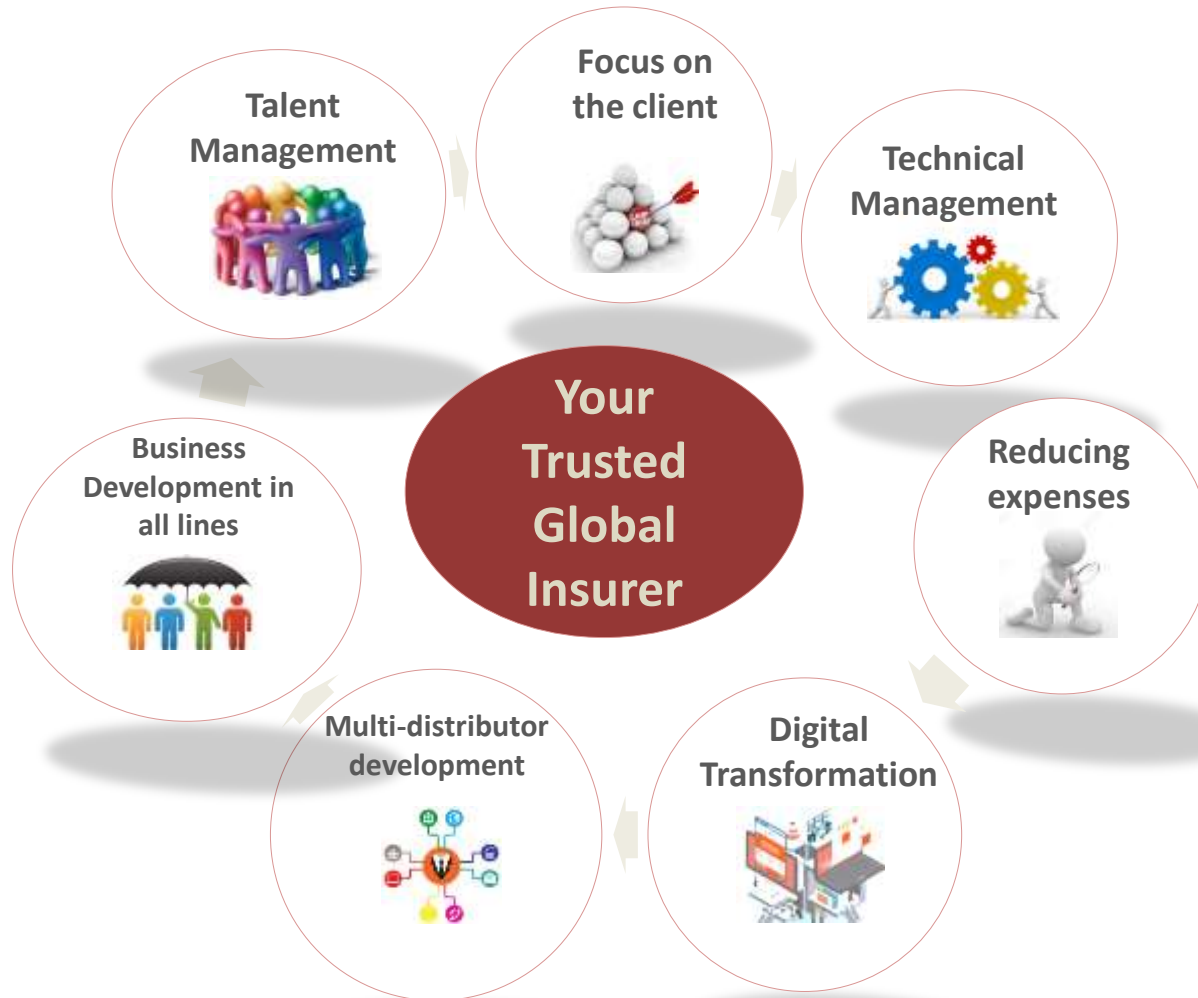 Focus on
the client
Technical
Management
Reducing
expenses
Digital
Transformation
Multi-distributor
development
Business
Development in
all lines
Talent
Management
Your
Trusted
Global
Insurer